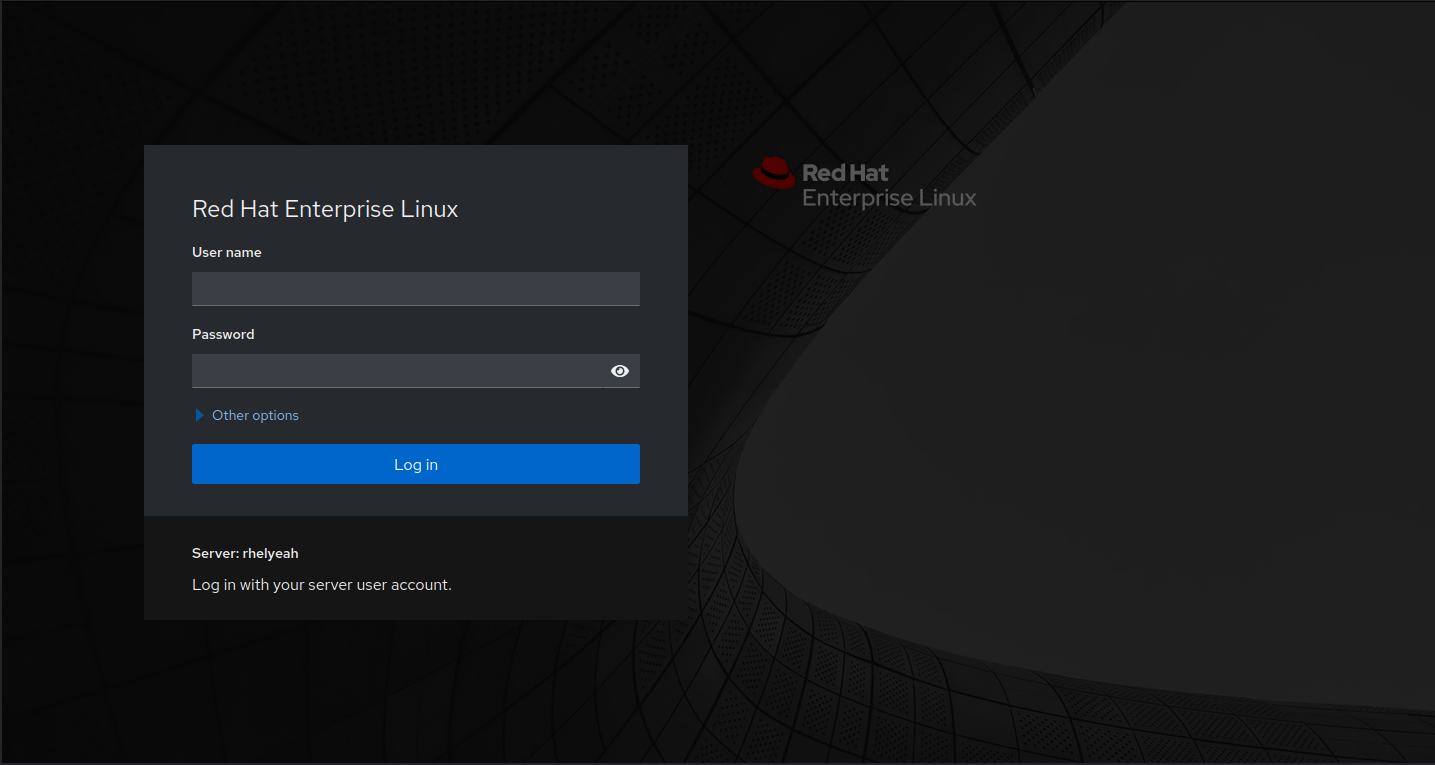 Red Hat Enterprise Linux
User name
Password
Other options
Log in
Server: rhelyeah
Log in with your server user account.
Red Hat
Enterprise Linux